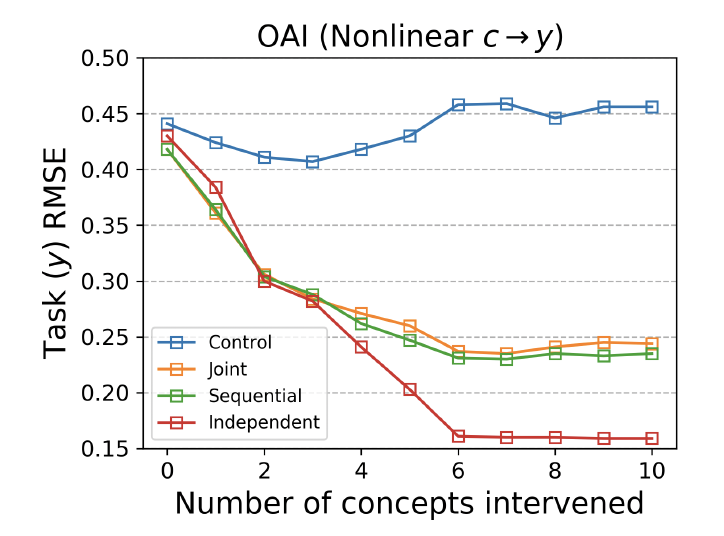 OAI (Nonlinear c → y)
Task (y) RMSE
0.50
0.45
0.40
0.35
0.30
0.25
0.20
0.15
Control
Joint
Sequential
Independent
0 2 4 6 8 10
Number of concepts intervened